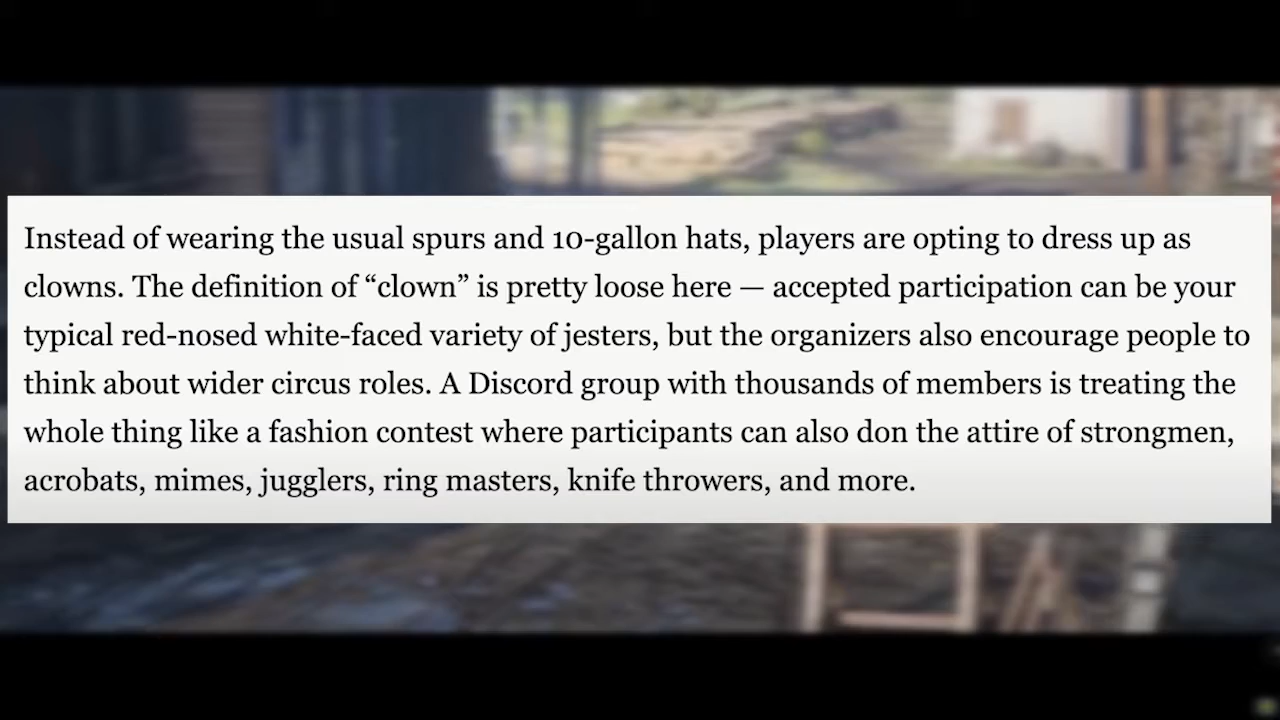 Instead of wearing the usual spurs and 10-gallon hats, players are opting to dress up as
clowns. The definition of “clown” is pretty loose here — accepted participation can be your
typical red-nosed white-faced variety of jesters, but the organizers also encourage people to
think about wider circus roles. A Discord group with thousands of members is treating the
whole thing like a fashion contest where participants can also don the attire of strongmen,
acrobats, mimes, jugglers, ring masters, knife throwers, and more.